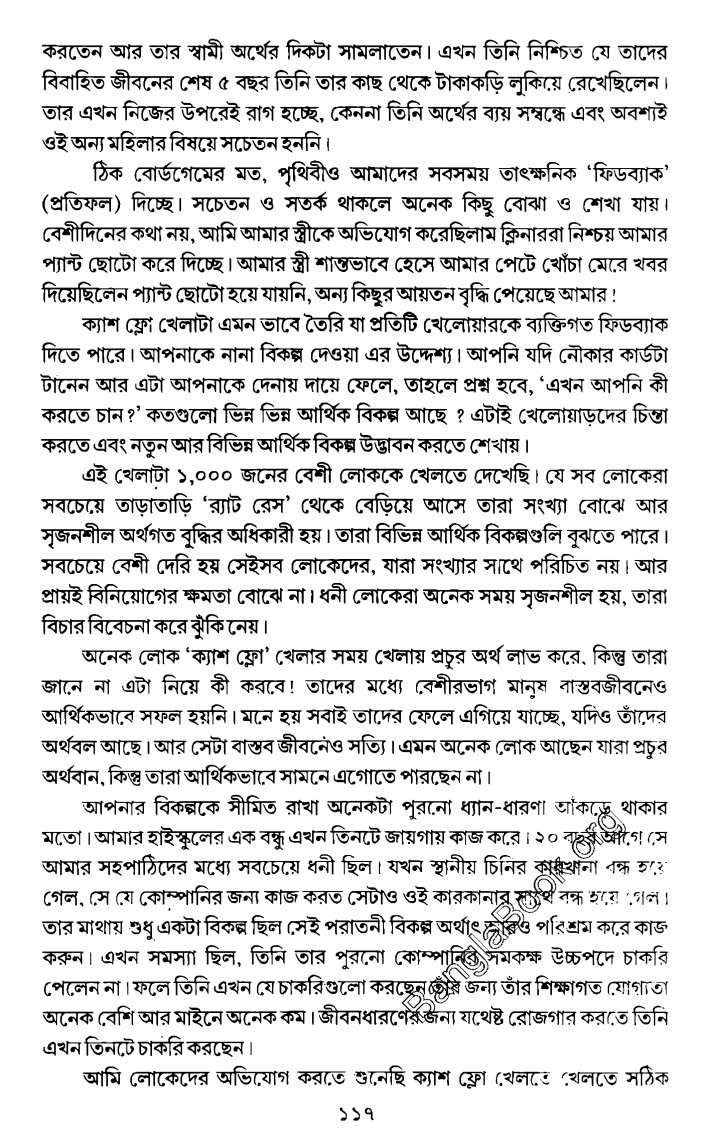 করতেন আর তার স্বামী অর্থের দিকটা সামলাতেন। এখন তিনি নিশ্চিত যে তাদের
বিবাহিত জীবনের শেষ ৫ বছর তিনি তার কাছ থেকে টাকাকড়ি লুকিয়ে রেখেছিলেন।
তার এখন নিজের উপরেই রাগ হচ্ছে, কেননা তিনি অর্থের ব্যয় সম্বন্ধে এবং অবশ্যই
ওই অন্য মহিলার বিষয়ে সচেতন হননি।
ঠিক বোর্ডগেমের মত, পৃথিবীও আমাদের সবসময় তাৎক্ষনিক ‘ফিডব্যাক’
(প্রতিফল) দিচ্ছে। সচেতন ও সতর্ক থাকলে অনেক কিছু বোঝা ও শেখা যায়।
বেশীদিনের কথা নয়, আমি আমার স্ত্রীকে অভিযোগ করেছিলাম ক্লিনাররা নিশ্চয় আমার
প্যান্ট ছোটো করে দিচ্ছে। আমার স্ত্রী শান্তভাবে হেসে আমার পেটে খোঁচা মেরে খবর
দিয়েছিলেন প্যান্ট ছোটো হয়ে যায়নি, অন্য কিছুর আয়তন বৃদ্ধি পেয়েছে আমার!
ক্যাশ ফ্লো খেলাটা এমন ভাবে তৈরি যা প্রতিটি খেলোয়ারকে ব্যক্তিগত ফিডব্যাক
দিতে পারে। আপনাকে নানা বিকল্প দেওয়া এর উদ্দেশ্য। আপনি যদি নৌকার কার্ডটা
টানেন আর এটা আপনাকে দেনায় দায়ে ফেলে, তাহলে প্রশ্ন হবে, ‘এখন আপনি কী
করতে চান?’ কতগুলো ভিন্ন ভিন্ন আর্থিক বিকল্প আছে ? এটাই খেলোয়াড়দের চিন্তা
করতে এবং নতুন আর বিভিন্ন আর্থিক বিকল্প উদ্ভাবন করতে শেখায়।
এই খেলাটা ১,০০০ জনের বেশী লোককে খেলতে দেখেছি। যে সব লোকেরা
সবচেয়ে তাড়াতাড়ি ‘র‍্যাট রেস’ থেকে বেড়িয়ে আসে তারা সংখ্যা বোঝে আর
সৃজনশীল অর্থগত বুদ্ধির অধিকারী হয়। তারা বিভিন্ন আর্থিক বিকল্পগুলি বুঝতে পারে।
সবচেয়ে বেশী দেরি হয় সেইসব লোকেদের, যারা সংখ্যার সাথে পরিচিত নয়। আর
প্রায়ই বিনিয়োগের ক্ষমতা বোঝে না। ধনী লোকেরা অনেক সময় সৃজনশীল হয়, তারা
বিচার বিবেচনা করে ঝুঁকি নেয়।
অনেক লোক ‘ক্যাশ ফ্লো’ খেলার সময় খেলায় প্রচুর অর্থ লাভ করে, কিন্তু তারা
জানে না এটা নিয়ে কী করবে! তাদের মধ্যে বেশীরভাগ মানুষ বাস্তবজীবনেও
আর্থিকভাবে সফল হয়নি। মনে হয় সবাই তাদের ফেলে এগিয়ে যাচ্ছে, যদিও তাঁদের
অর্থবল আছে। আর সেটা বাস্তব জীবনেও সত্যি। এমন অনেক লোক আছেন যারা প্রচুর
অর্থবান, কিন্তু তারা আর্থিকভাবে সামনে এগোতে পারছেন না।
আপনার বিকল্পকে সীমিত রাখা অনেকটা পুরনো ধ্যান-ধারণা আঁকড়ে থাকার
মতো। আমার হাইস্কুলের এক বন্ধু এখন তিনটে জায়গায় কাজ করে। ২০ বছর আগে সে
আমার সহপাঠিদের মধ্যে সবচেয়ে ধনী ছিল। যখন স্থানীয় চিনির কারখানা বন্ধ হয়ে
গেল, সে যে কোম্পানির জন্য কাজ করত সেটাও ওই কারকানার সাথে বন্ধ হয়ে গেল।
তার মাথায় শুধু একটা বিকল্প ছিল সেই পরাতনী বিকল্প অর্থাৎ আরও পরিশ্রম করে কাজ
করুন। এখন সমস্যা ছিল, তিনি তার পুরনো কোম্পানির সমকক্ষ উচ্চপদে চাকরি
পেলেন না। ফলে তিনি এখন যে চাকরিগুলো করছেন তাঁর জন্য তাঁর শিক্ষাগত যোগ্যতা
অনেক বেশি আর মাইনে অনেক কম। জীবনধারণের জন্য যথেষ্ট রোজগার করতে তিনি
এখন তিনটে চাকরি করছেন।
আমি লোকেদের অভিযোগ করতে শুনেছি ক্যাশ ফ্লো খেলতে খেলতে সঠিক
১১৭
BanglaBook.org